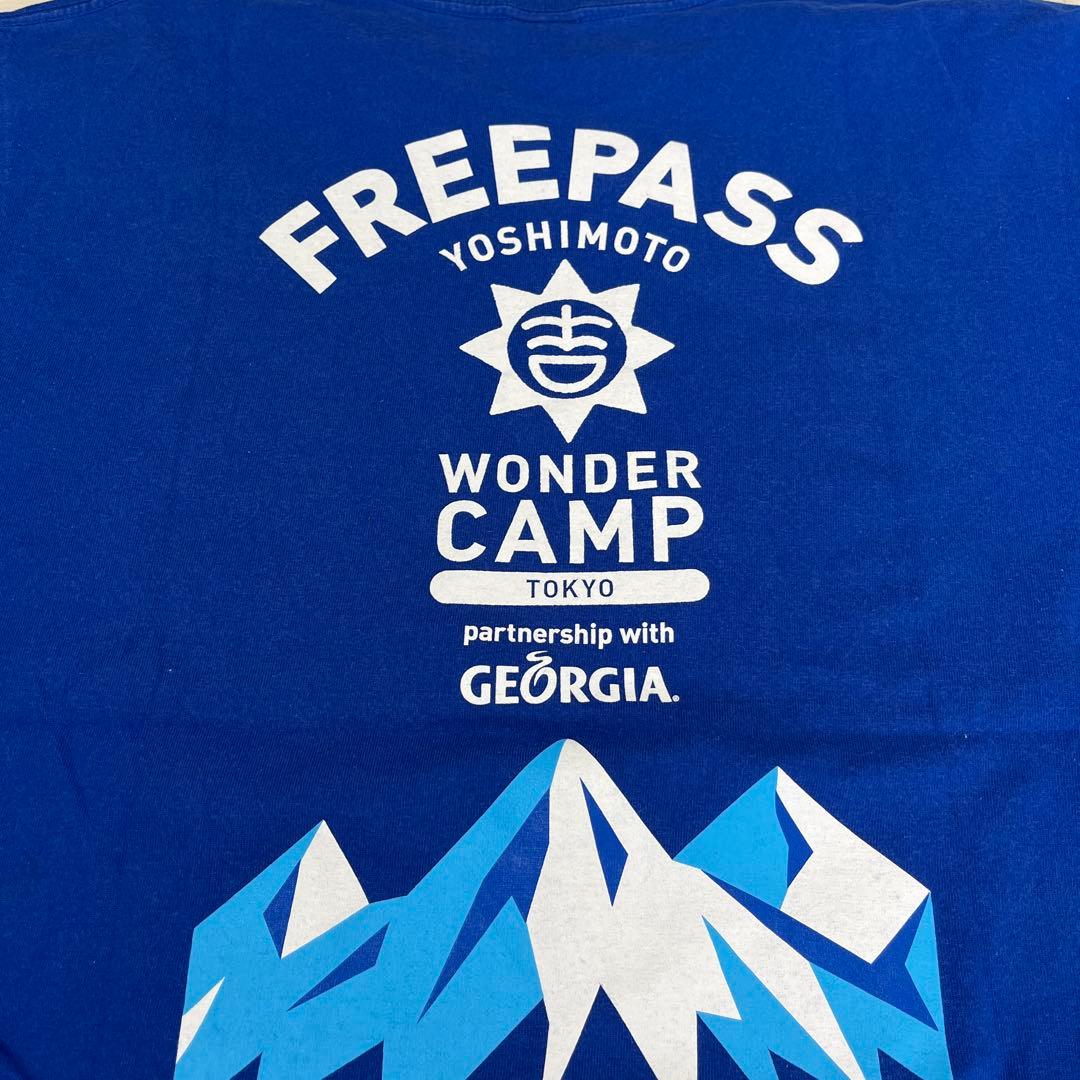 FREEPASS
YOSHIMOTO
WONDER
CAMP
TOKYO
partnership with
GEORGIA.